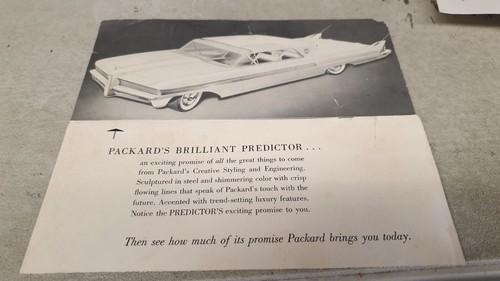 PACKARD'S BRILLIANT PREDICTOR...
an exciting promise of all the great things to come
from Packard's Creative Styling and Engineering.
Sculptured in steel and shimmering color with crisp
flowing lines that speak of Packard's touch with the
future. Accented with trend-setting luxury features.
Notice the PREDICTOR'S exciting promise to you.
Then see how much of its promise Packard brings you today.